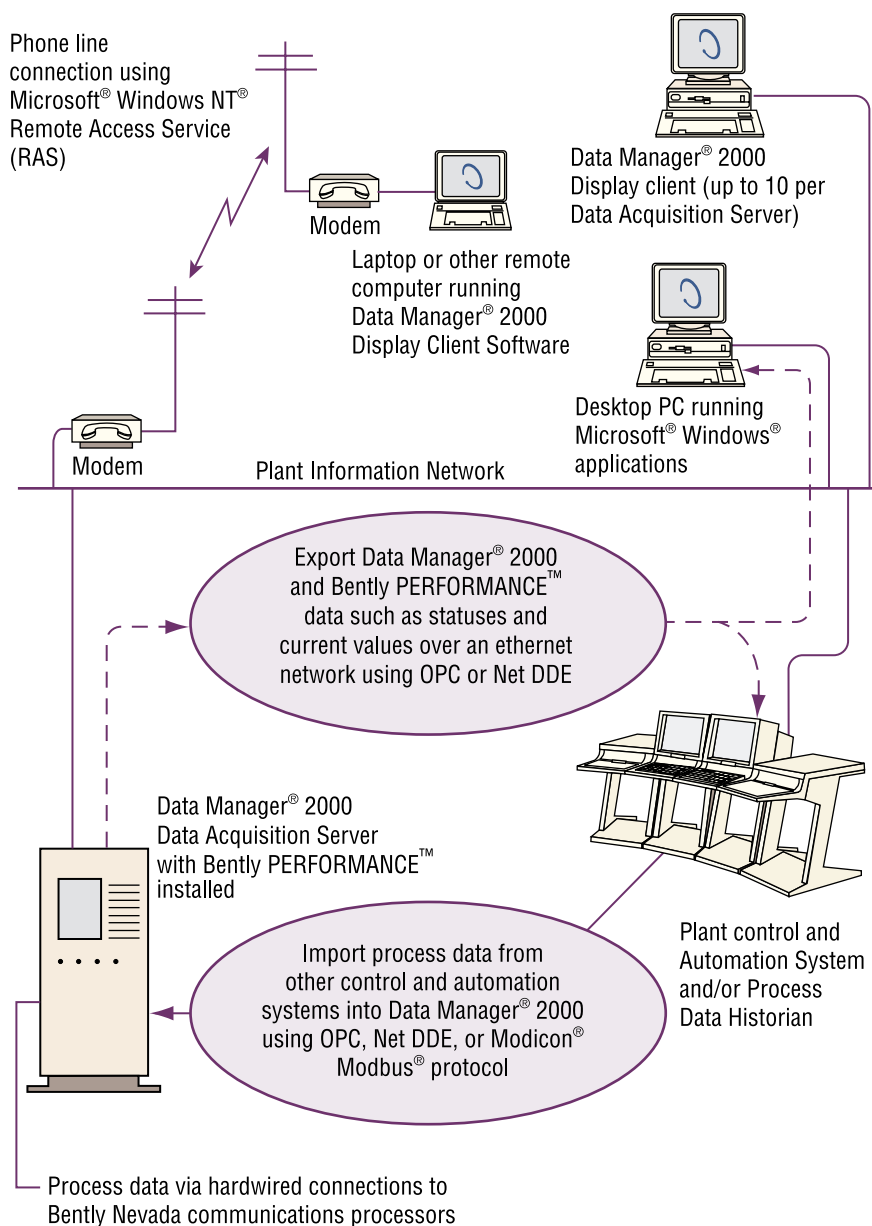 Phone line
connection using
Microsoft® Windows NT®
Remote Access Service
(RAS)
Modem
Laptop or other remote
computer running
Data Manager® 2000
Display Client Software
Data Manager® 2000
Display client (up to 10 per
Data Acquisition Server)
Desktop PC running
Microsoft® Windows®
applications
Modem
Plant Information Network
Export Data Manager® 2000
and Bently PERFORMANCE™
data such as statuses and
current values over an ethernet
network using OPC or Net DDE
Data Manager® 2000
Data Acquisition Server
with Bently PERFORMANCE™
installed
Import process data from
other control and automation
systems into Data Manager® 2000
using OPC, Net DDE, or Modicon®
Modbus® protocol
Plant control and
Automation System
and/or Process
Data Historian
Process data via hardwired connections to
Bently Nevada communications processors